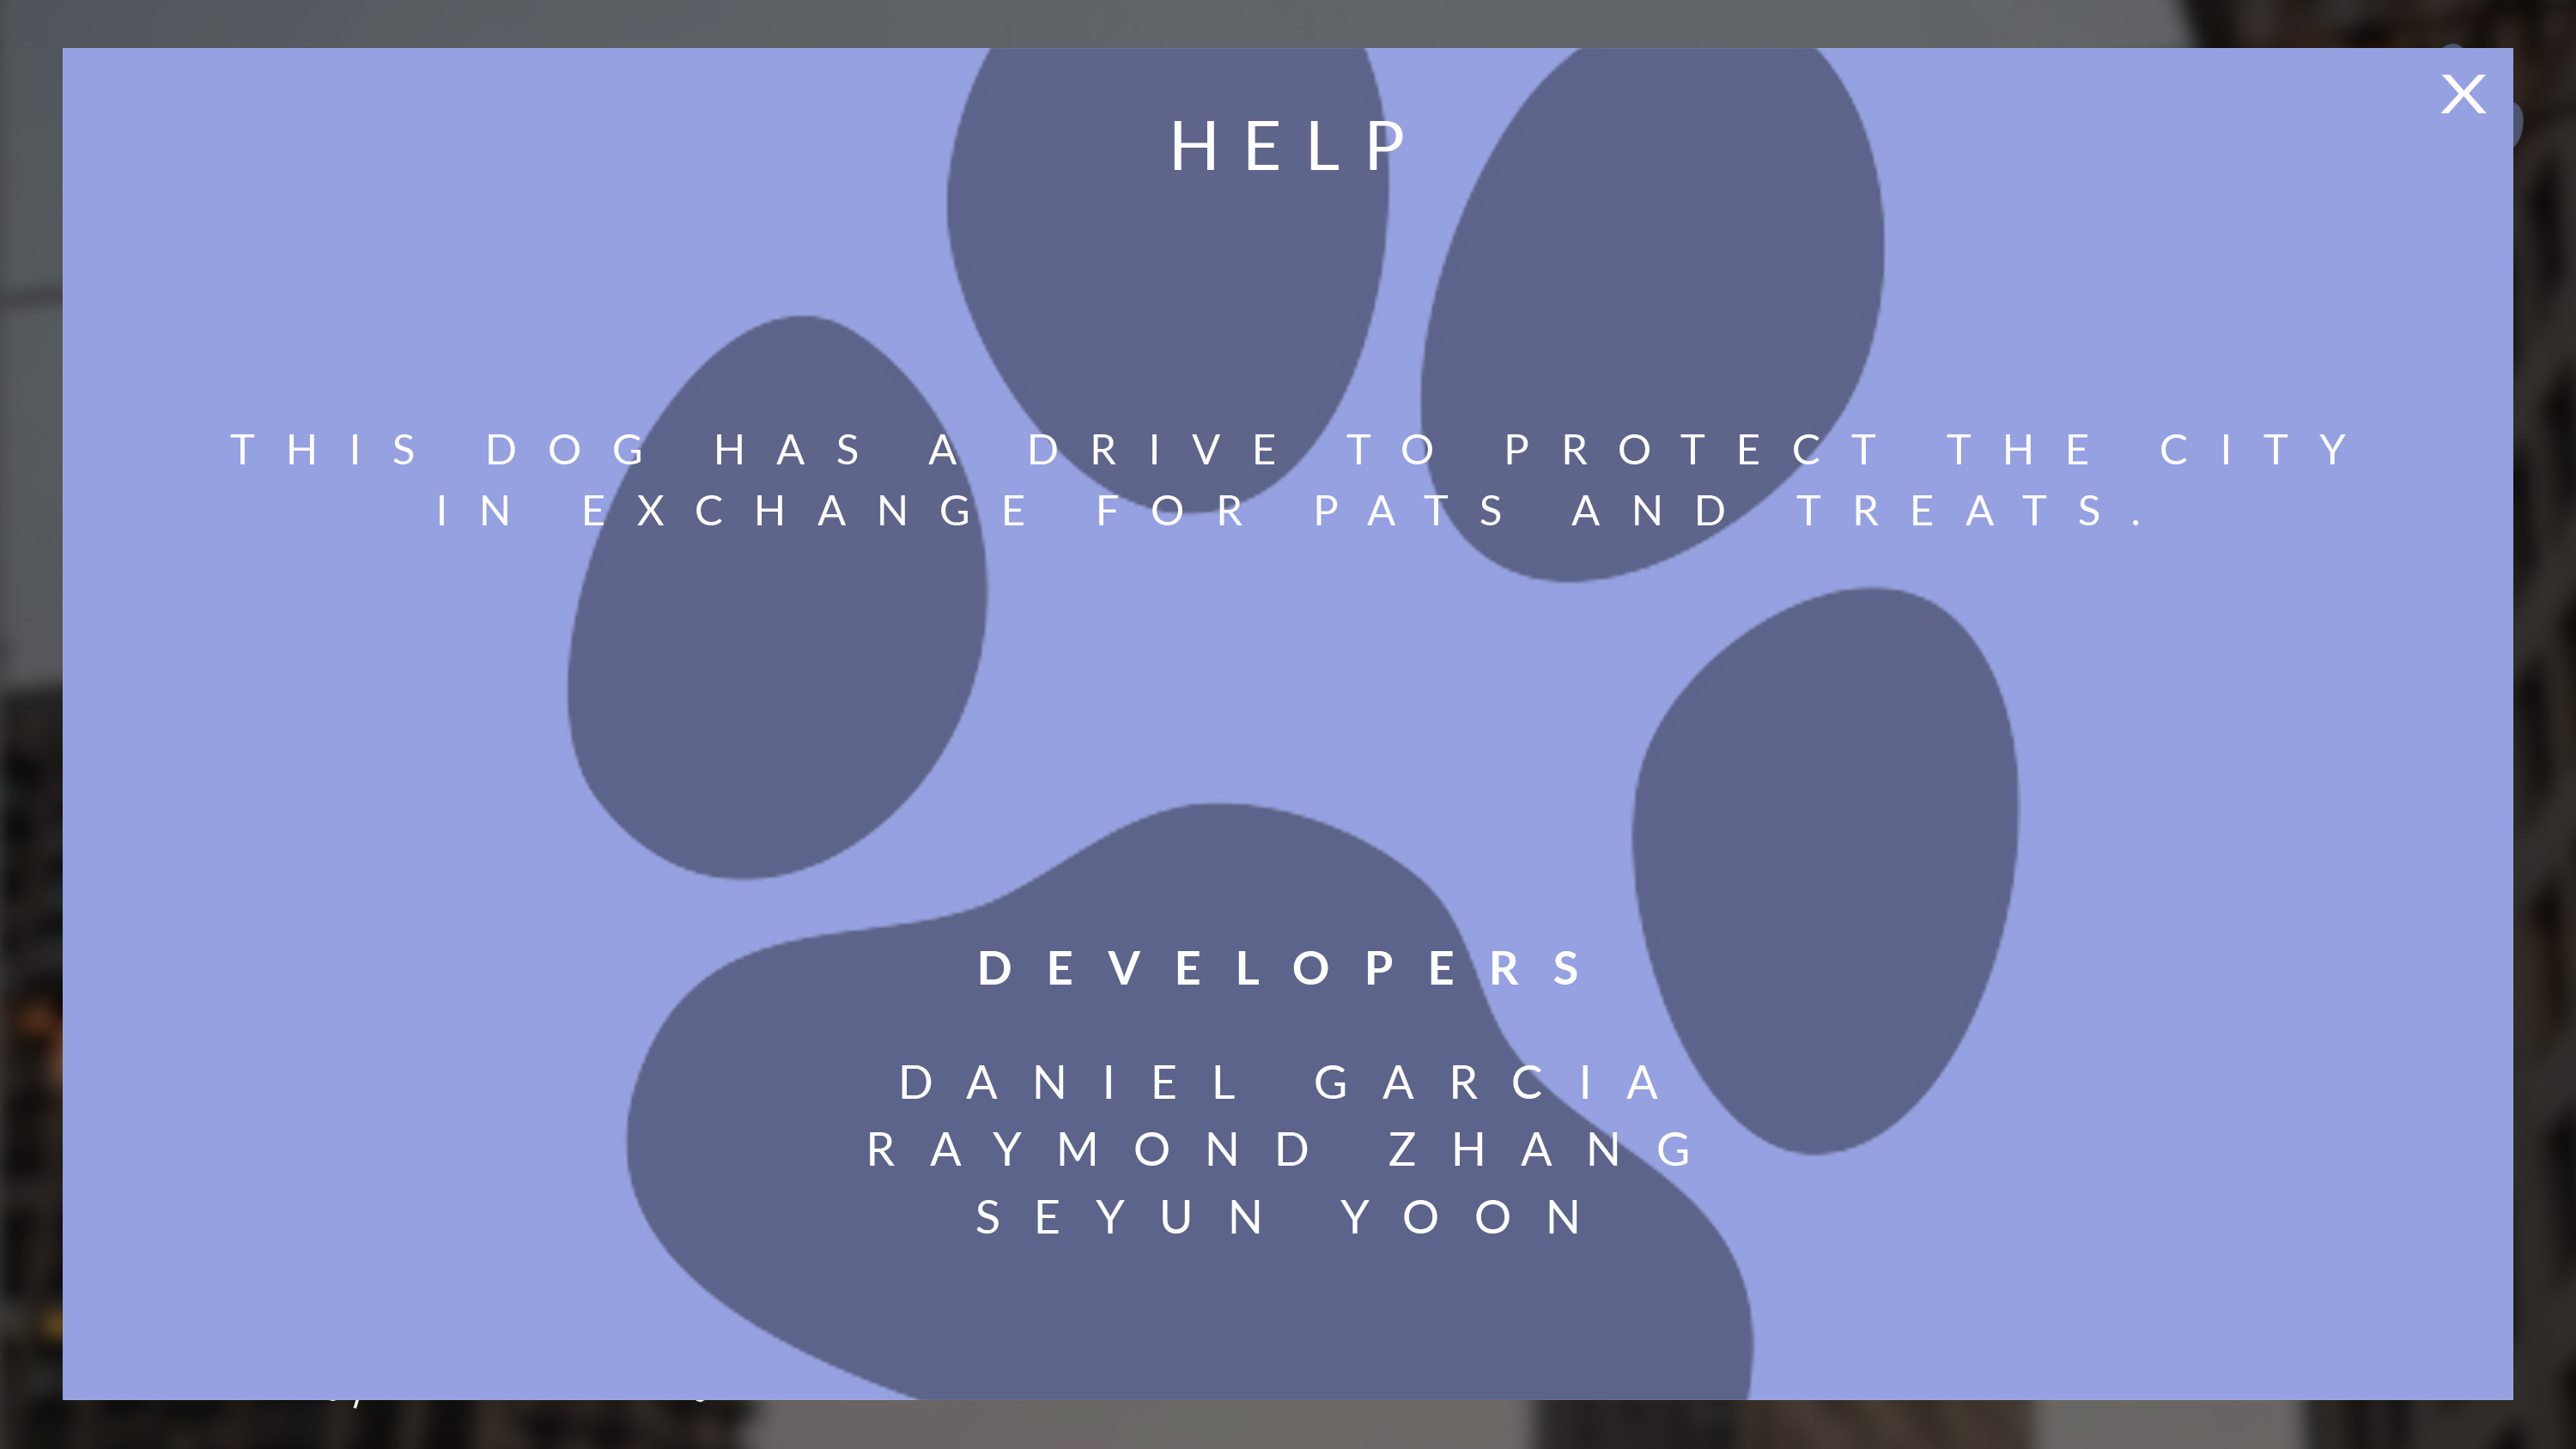 X
HELP
THIS DOG HAS A DRIVE TO PROTECT THE CITY
IN EXCHANGE FOR PATS AND TREATS.
DEVELOPERS
DANIEL GARCIA
RAYMOND ZHANG
SEYUN YOON